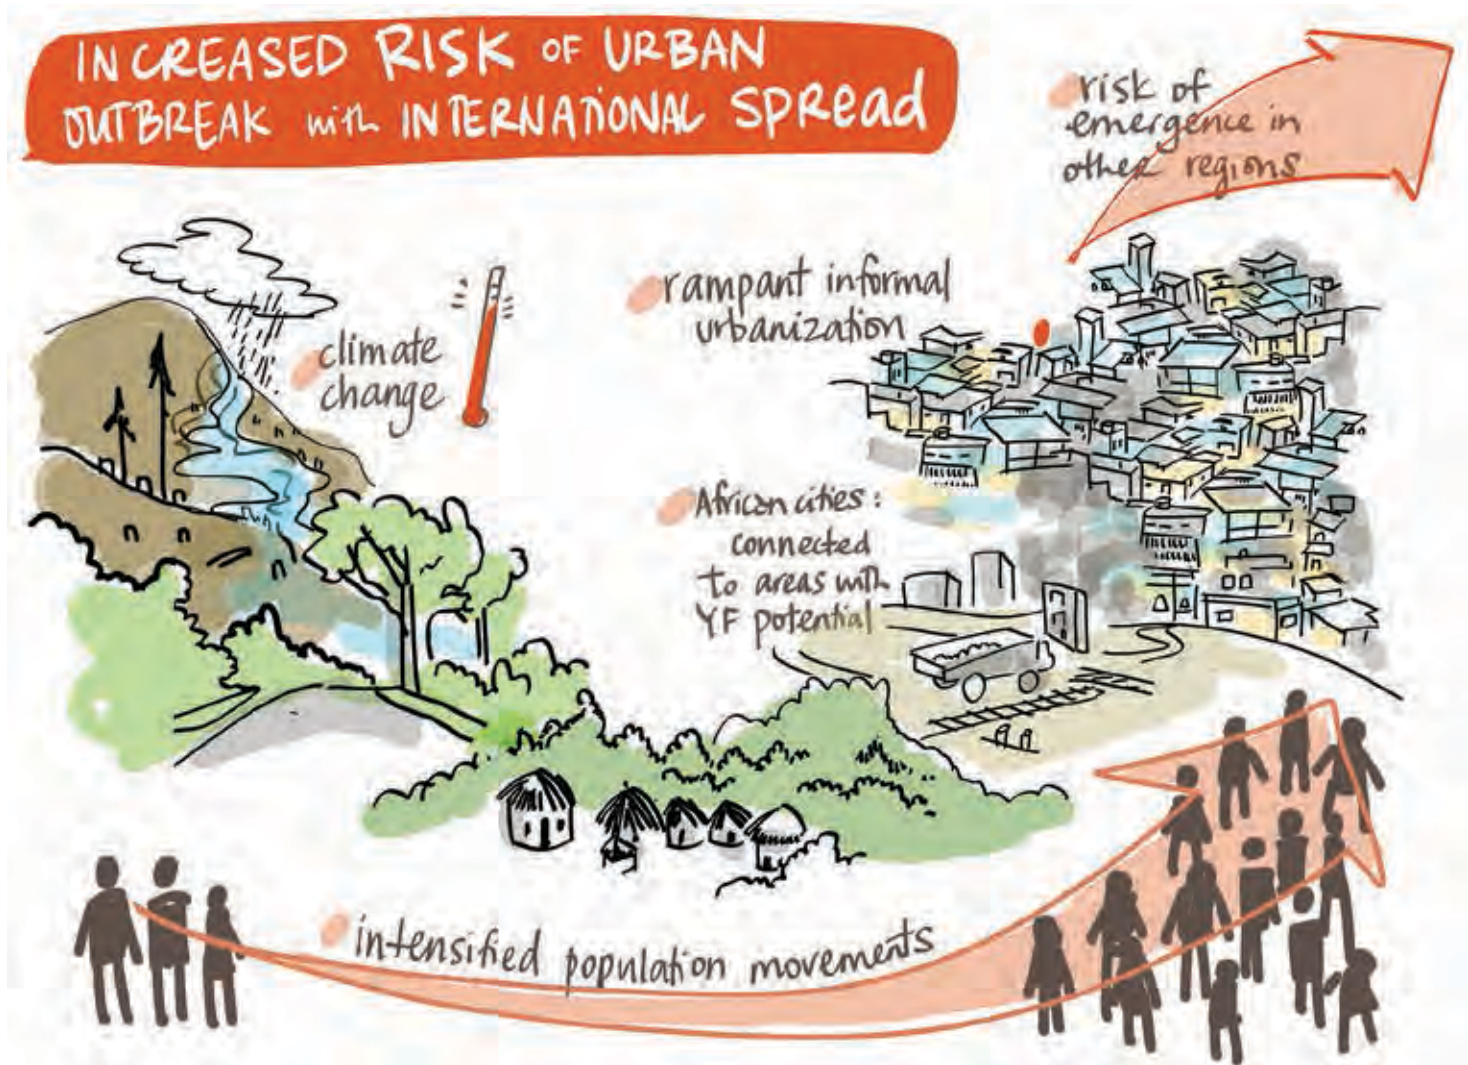 INCREASED RISK OF URBAN
OUTBREAK with INTERNATIONAL SPREAD
risk of
emergence in
other regions
climate
change
rampant informal
urbanization
African cities:
connected
to areas with
YF potential
intensified population movements